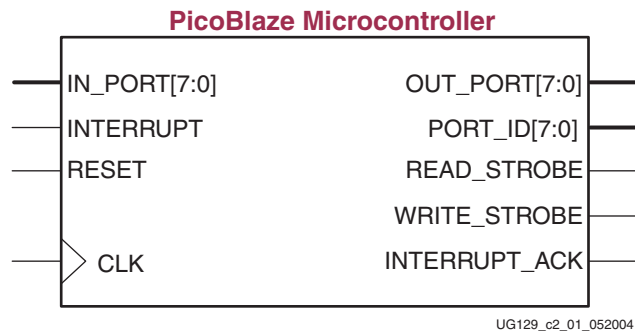 PicoBlaze Microcontroller
IN_PORT[7:0]
OUT_PORT[7:0]
INTERRUPT
PORT_ID[7:0]
RESET
READ_STROBE
WRITE_STROBE
CLK
INTERRUPT_ACK
UG129_c2_01_052004